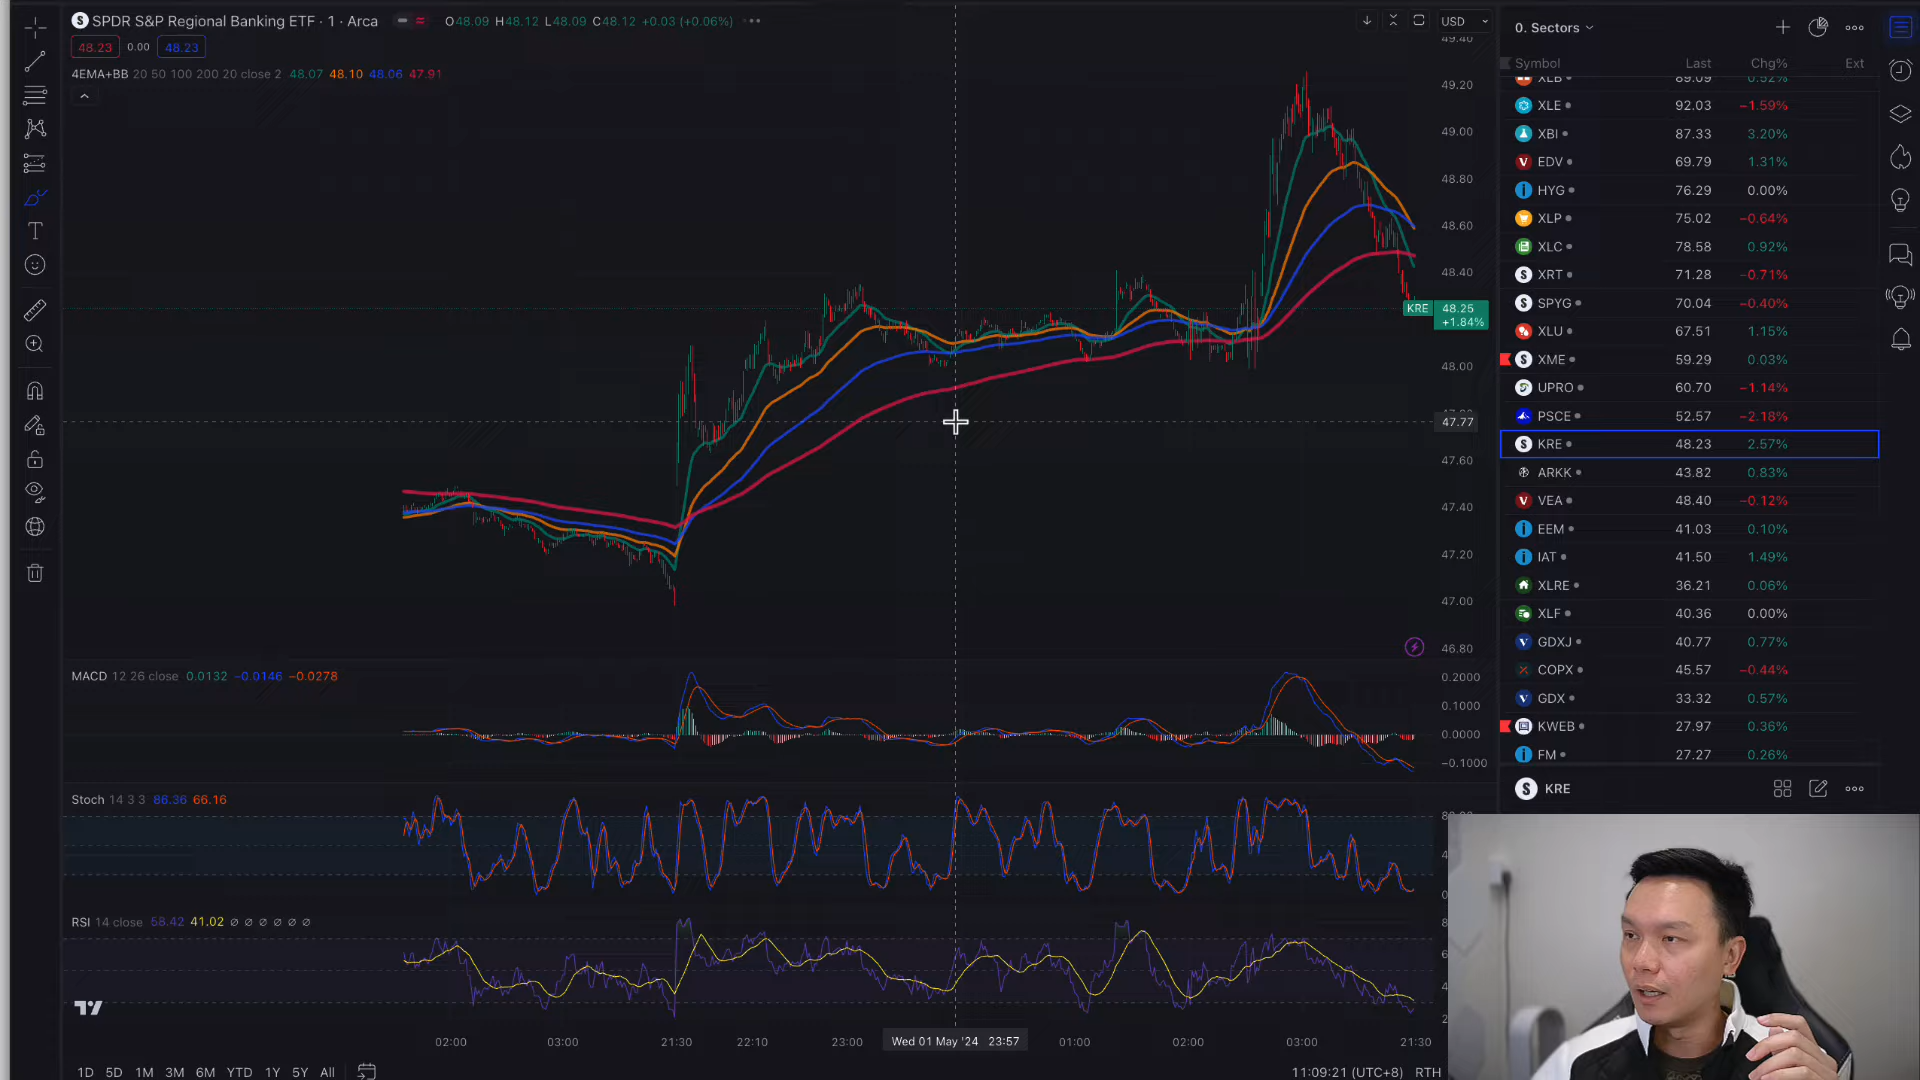 SPDR S&P Regional Banking ETF · 1 · Arca
O48.09 H48.12 L48.09 C48.12 +0.03 (+0.06%)
USD
48.23 0.00 48.23
4EMA+BB 20 50 100 200 20 close 2 48.07 48.10 48.06 47.91
49.40
49.20
49.00
48.80
48.60
48.40
KRE 48.25
+1.84%
48.00
47.77
47.60
47.40
47.20
47.00
46.80
MACD 12 26 close 0.0132 −0.0146 −0.0278
0.2000
0.1000
0.0000
−0.1000
Stoch 14 3 3 86.36 66.16
RSI 14 close 58.42 41.02 ∅ ∅ ∅ ∅ ∅ ∅
02:00 03:00 21:30 22:10 23:00 Wed 01 May '24 23:57 01:00 02:00 03:00 21:30
1D 5D 1M 3M 6M YTD 1Y 5Y All
11:09:21 (UTC+8) RTH
0. Sectors
Symbol Last Chg% Ext
XLB 89.09 0.52%
XLE 92.03 −1.59%
XBI 87.33 3.20%
EDV 69.79 1.31%
HYG 76.29 0.00%
XLP 75.02 −0.64%
XLC 78.58 0.92%
XRT 71.28 −0.71%
SPYG 70.04 −0.40%
XLU 67.51 1.15%
XME 59.29 0.03%
UPRO 60.70 −1.14%
PSCE 52.57 −2.18%
KRE 48.23 2.57%
ARKK 43.82 0.83%
VEA 48.40 −0.12%
EEM 41.03 0.10%
IAT 41.50 1.49%
XLRE 36.21 0.06%
XLF 40.36 0.00%
GDXJ 40.77 0.77%
COPX 45.57 −0.44%
GDX 33.32 0.57%
KWEB 27.97 0.36%
FM 27.27 0.26%
KRE